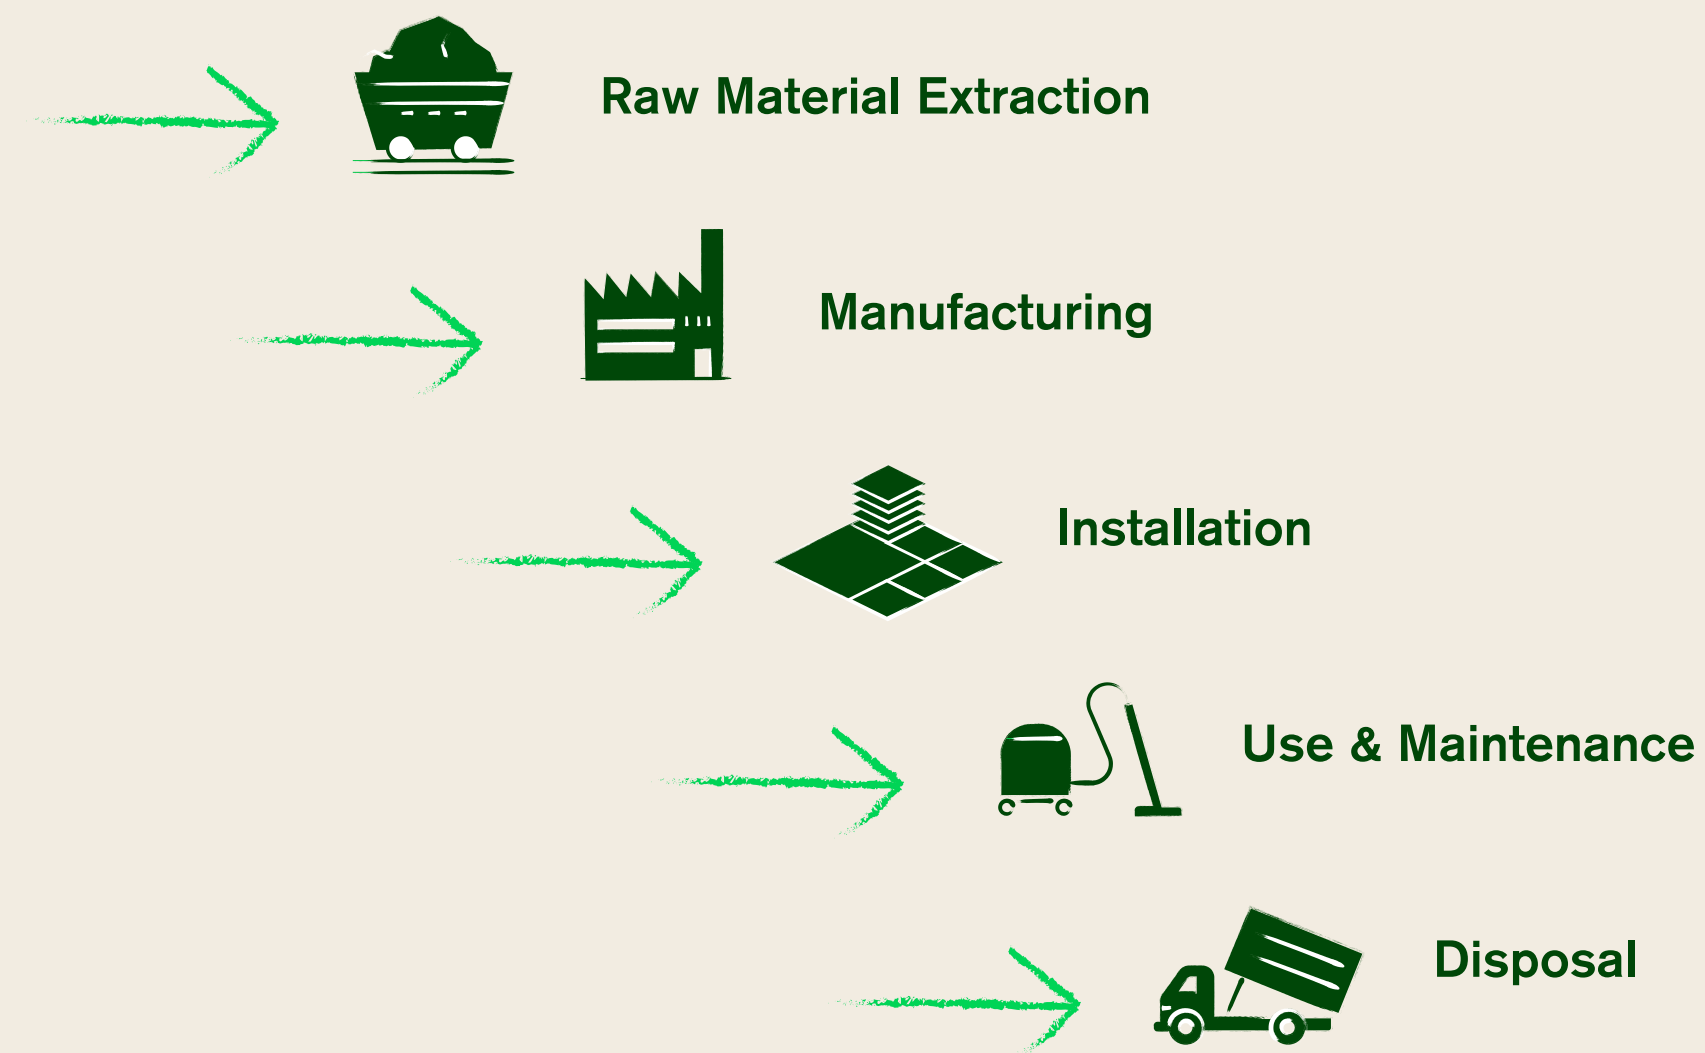 Raw Material Extraction
Manufacturing
Installation
Use & Maintenance
Disposal